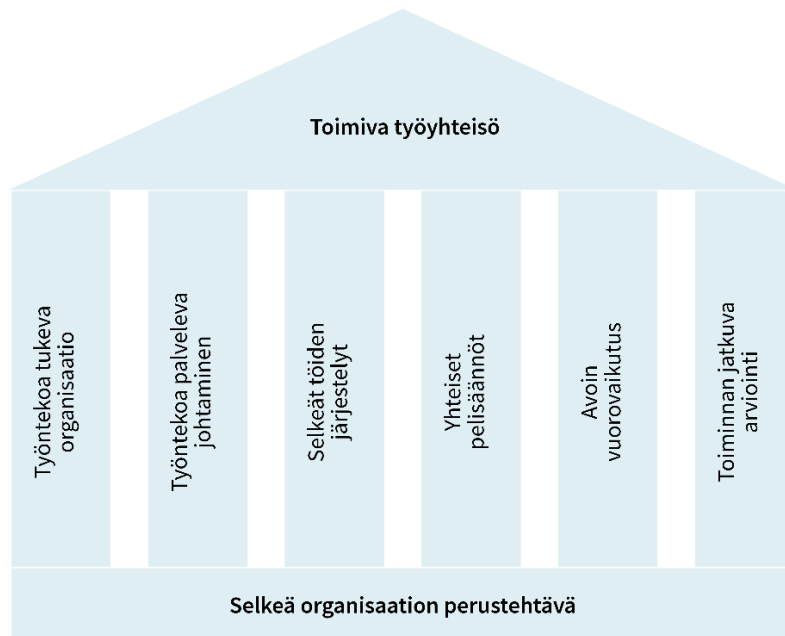 Toimiva työyhteisö
Työntekoa tukeva
organisaatio
Työntekoa palveleva
johtaminen
Selkeät töiden
järjestelyt
Yhteiset
pelisäännöt
Avoin
vuorovaikutus
Toiminnan jatkuva
arviointi
Selkeä organisaation perustehtävä